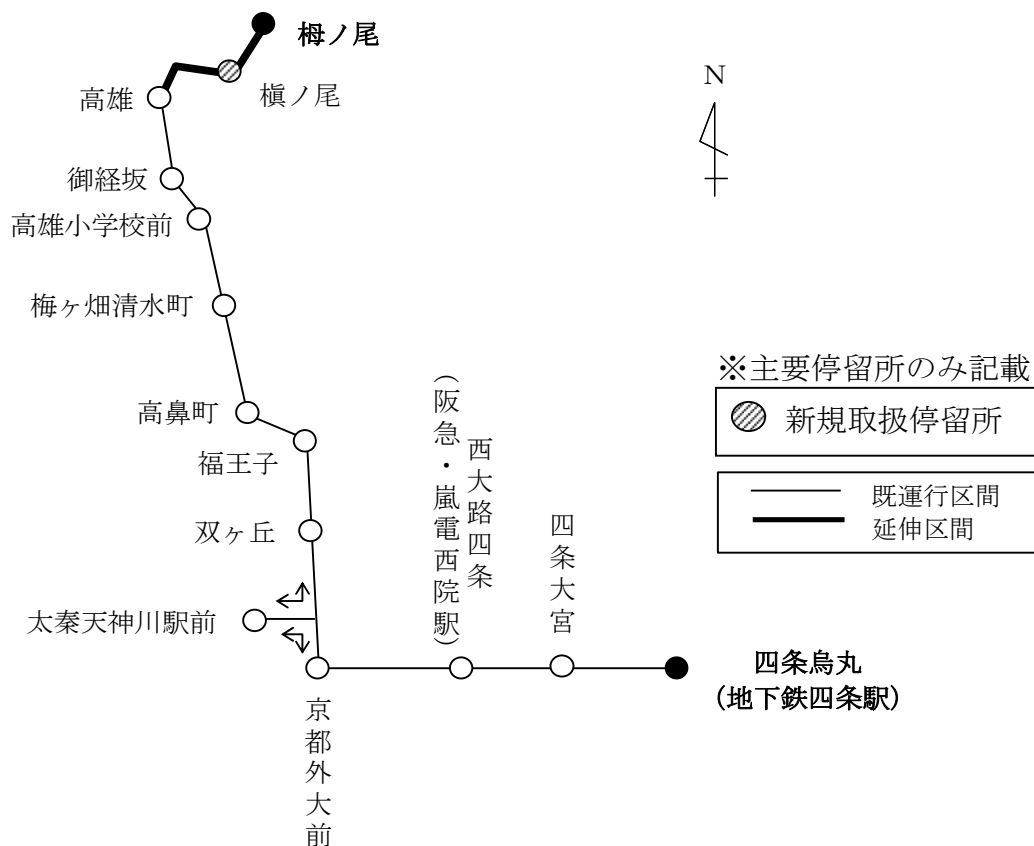 栂ノ尾
槇ノ尾
高雄
N
御経坂
高雄小学校前
梅ヶ畑清水町
高鼻町
福王子
双ヶ丘
太秦天神川駅前
京都外大前
西大路四条
(阪急・嵐電西院駅)
四条大宮
四条烏丸
(地下鉄四条駅)
※主要停留所のみ記載
新規取扱停留所
既運行区間
延伸区間